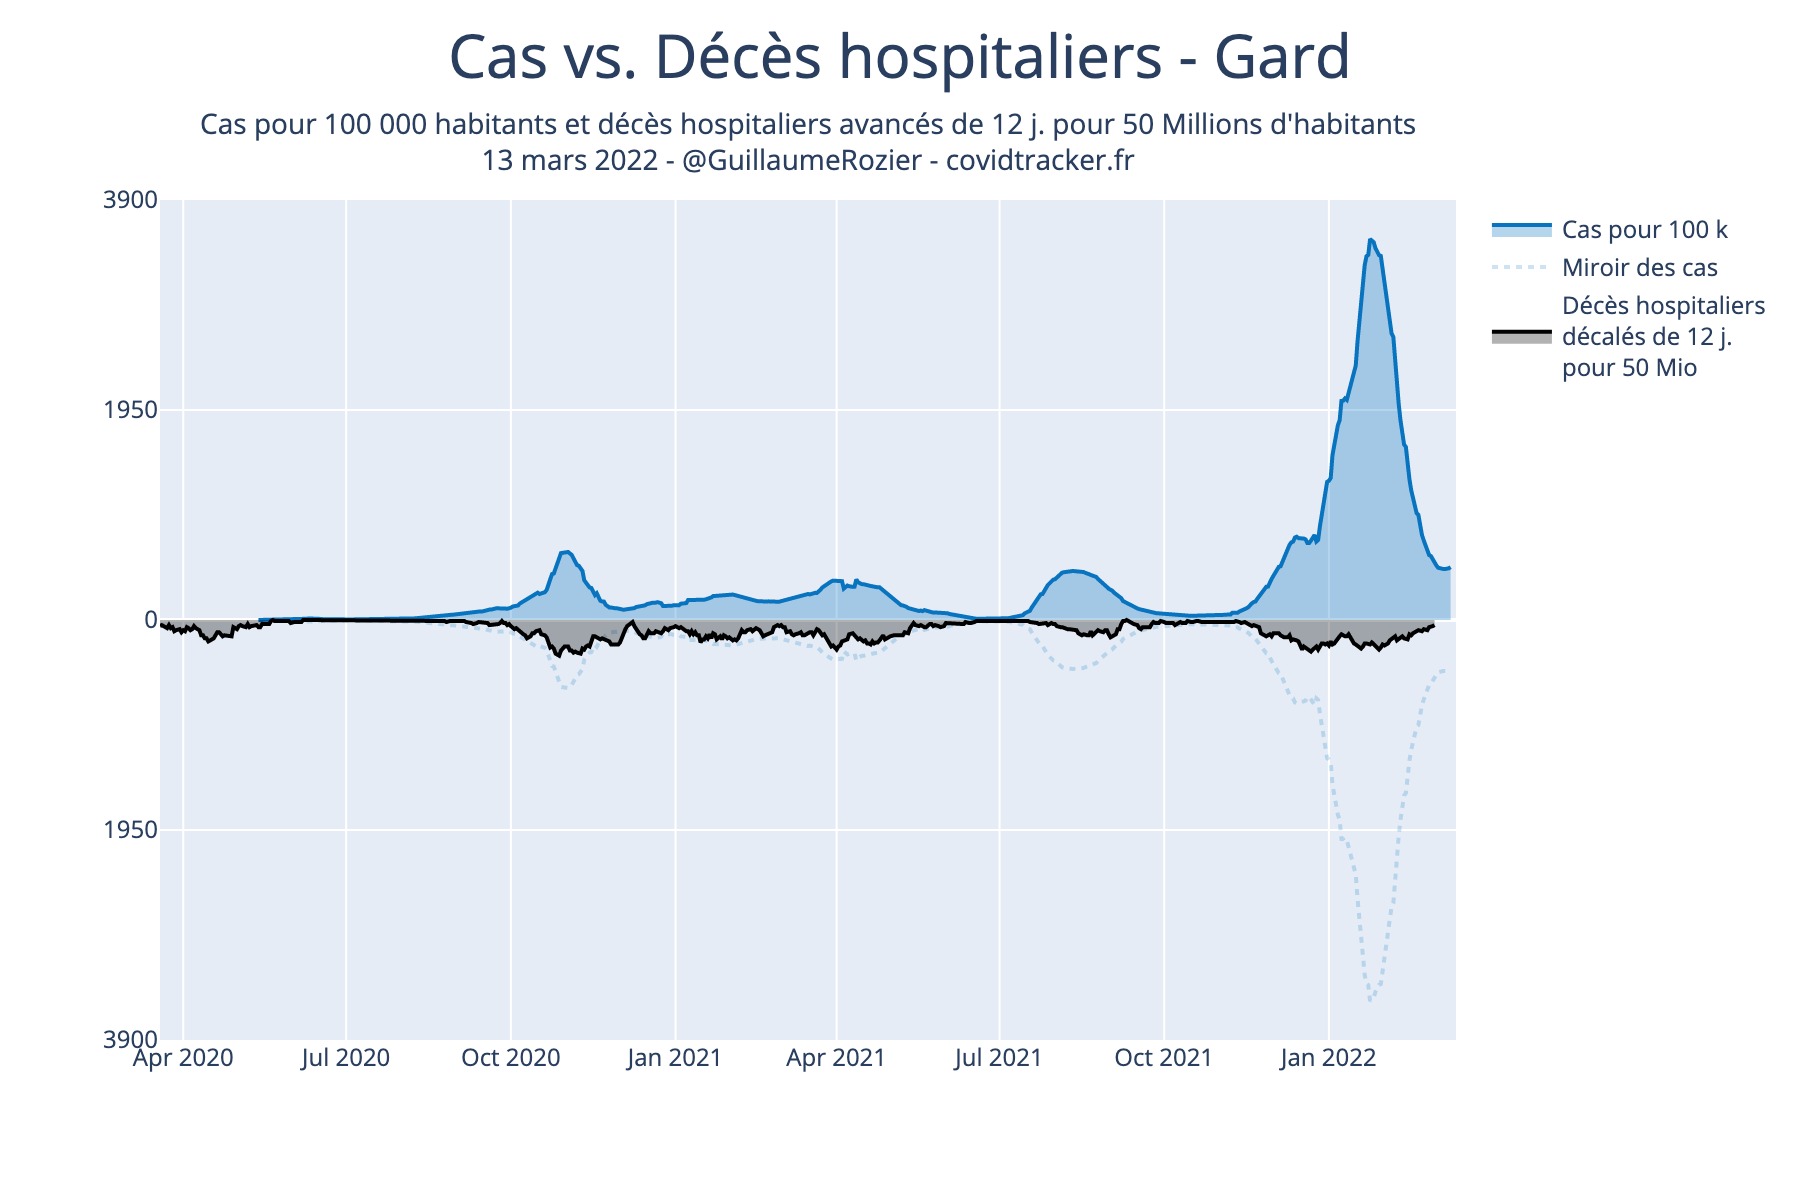 Cas vs. Décès hospitaliers - Gard
Cas pour 100 000 habitants et décès hospitaliers avancés de 12 j. pour 50 Millions d'habitants
13 mars 2022 - @GuillaumeRozier - covidtracker.fr
3900
1950
0
1950
3900
Apr 2020
Jul 2020
Oct 2020
Jan 2021
Apr 2021
Jul 2021
Oct 2021
Jan 2022
Cas pour 100 k
Miroir des cas
Décès hospitaliers
décalés de 12 j.
pour 50 Mio